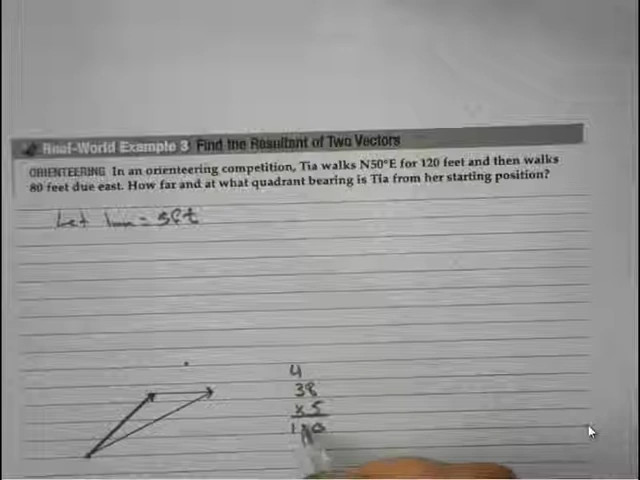 Real-World Example 3 Find the Resultant of Two Vectors
ORIENTEERING In an orienteering competition, Tia walks N50°E for 120 feet and then walks
80 feet due east. How far and at what quadrant bearing is Tia from her starting position?
Let 1mm = 5ft
4
38
x 5